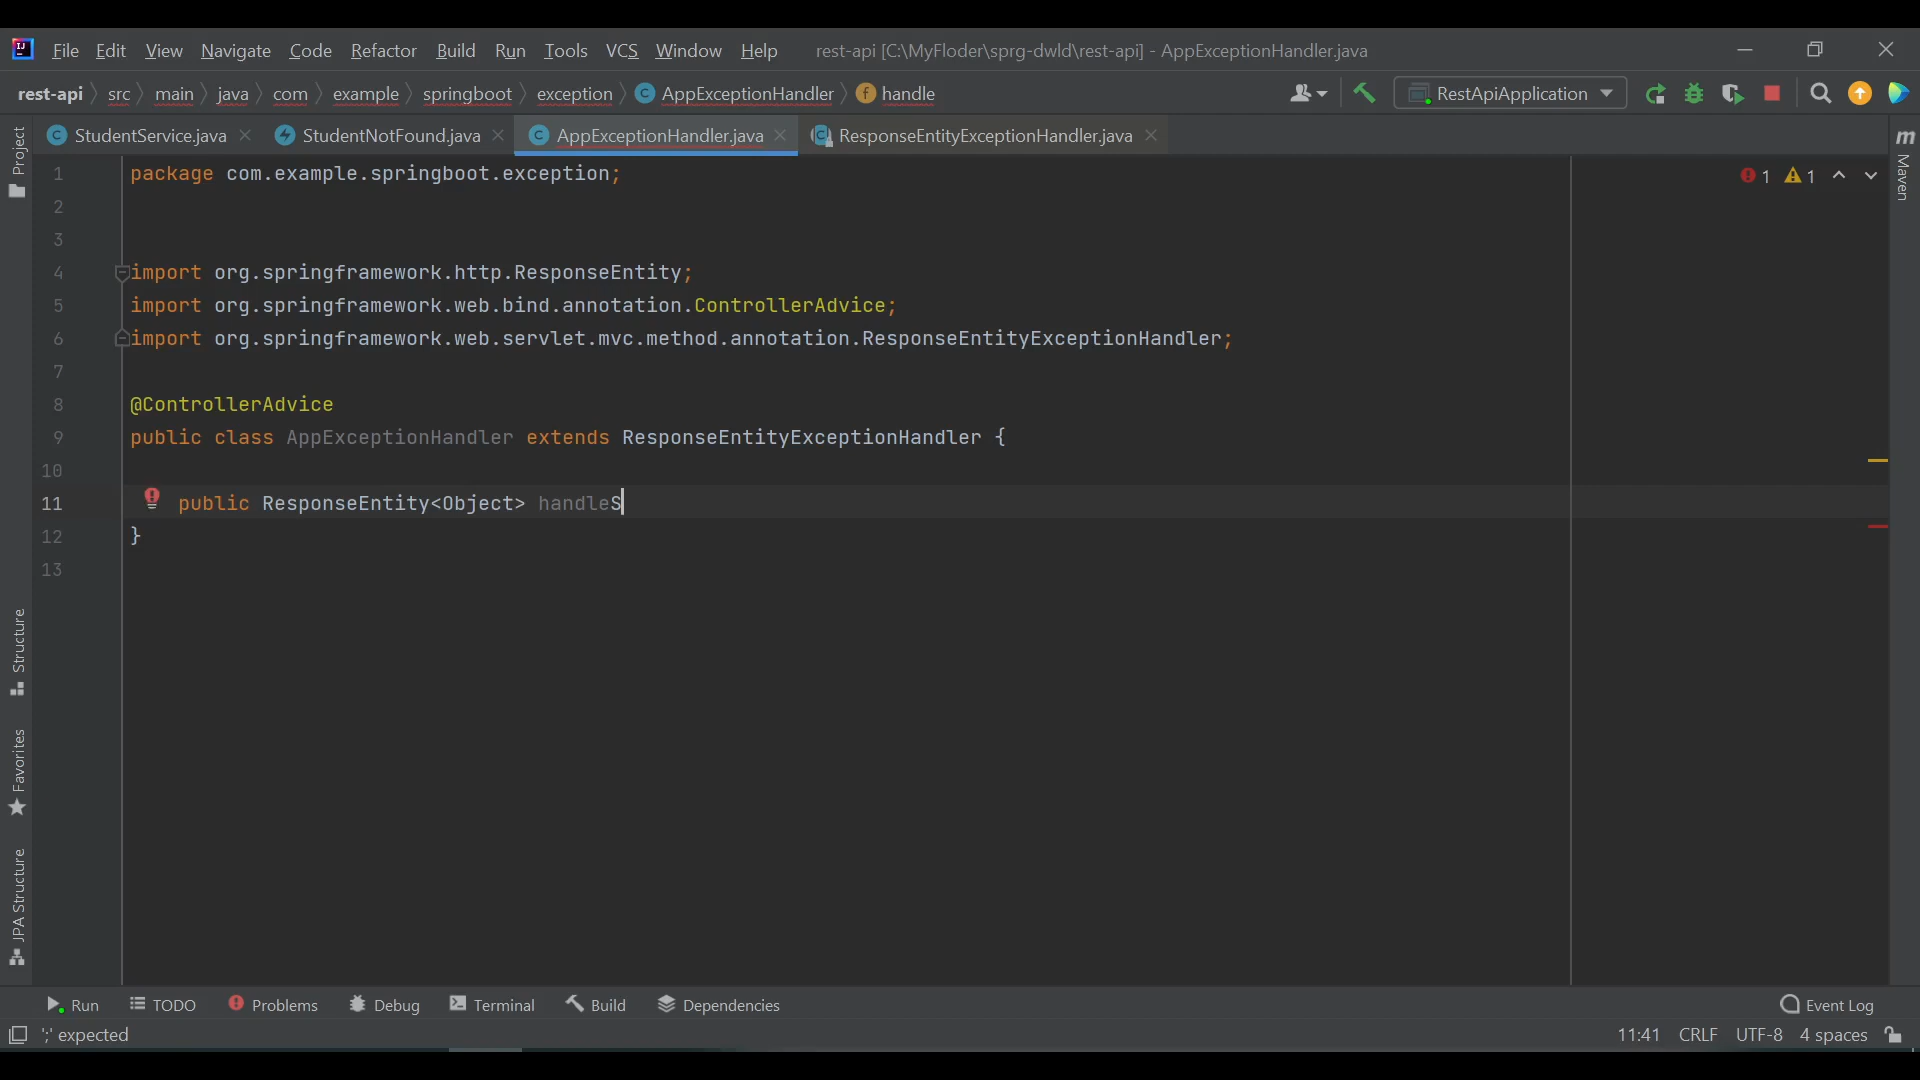 File Edit View Navigate Code Refactor Build Run Tools VCS Window Help rest-api [C:\MyFloder\sprg-dwld\rest-api] - AppExceptionHandler.java
rest-api src main java com example springboot exception AppExceptionHandler handle RestApiApplication
StudentService.java StudentNotFound.java AppExceptionHandler.java ResponseEntityExceptionHandler.java
Project
Structure
Favorites
JPA Structure
1 package com.example.springboot.exception;
2
3
4 import org.springframework.http.ResponseEntity;
5 import org.springframework.web.bind.annotation.ControllerAdvice;
6 import org.springframework.web.servlet.mvc.method.annotation.ResponseEntityExceptionHandler;
7
8 @ControllerAdvice
9 public class AppExceptionHandler extends ResponseEntityExceptionHandler {
10
11 public ResponseEntity<Object> handleS
12 }
13
1 1
Maven
Run TODO Problems Debug Terminal Build Dependencies Event Log
';' expected 11:41 CRLF UTF-8 4 spaces